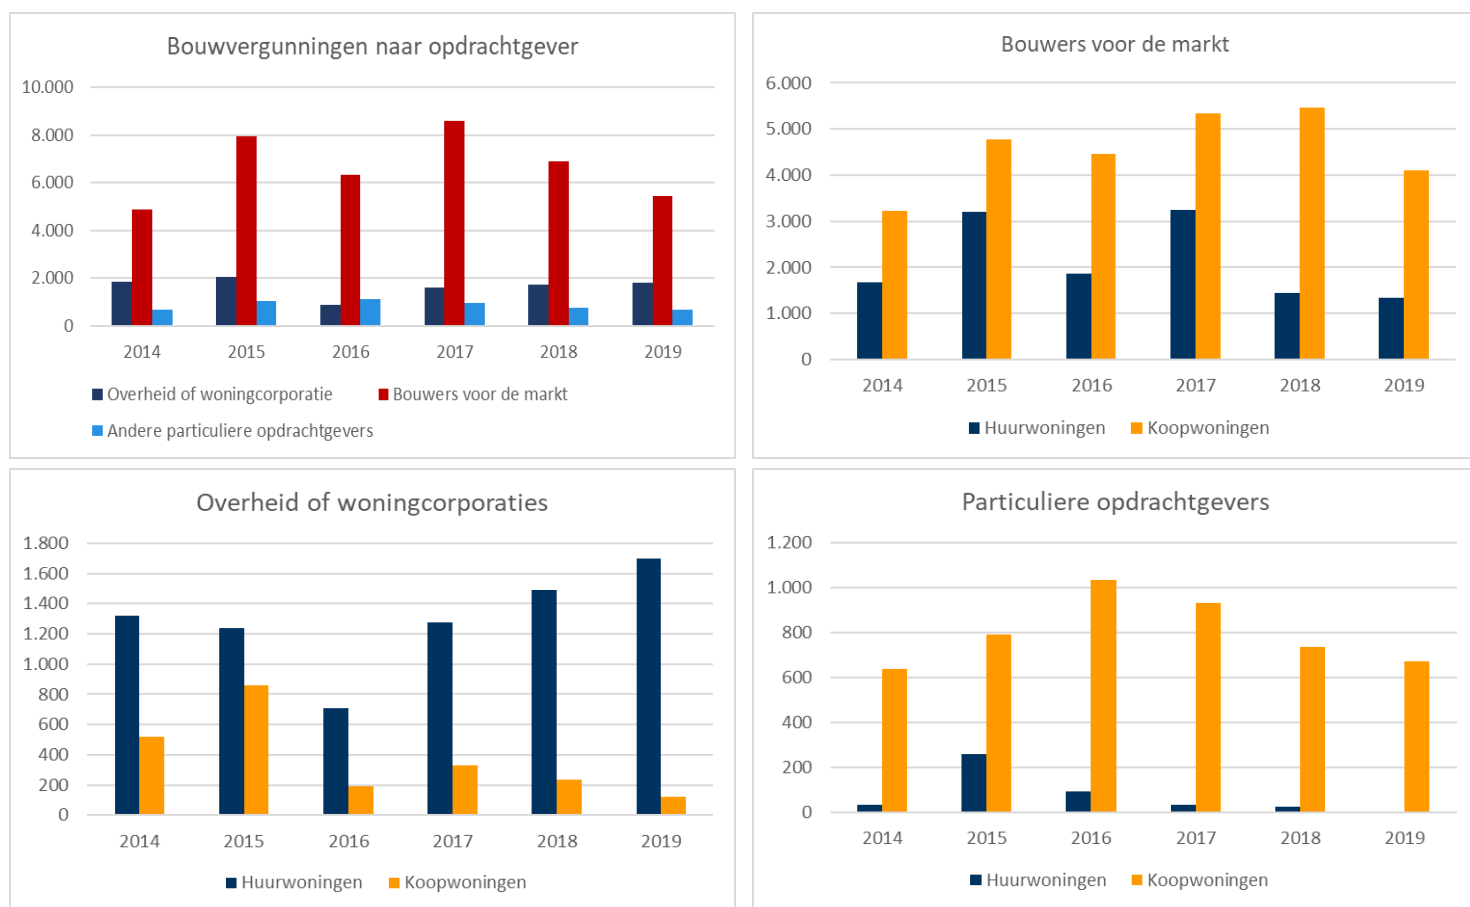 Bouwvergunningen naar opdrachtgever
10.000
8.000
6.000
4.000
2.000
0
2014 2015 2016 2017 2018 2019
Overheid of woningcorporatie Bouwers voor de markt
Andere particuliere opdrachtgevers
Bouwers voor de markt
6.000
5.000
4.000
3.000
2.000
1.000
0
2014 2015 2016 2017 2018 2019
Huurwoningen Koopwoningen
Overheid of woningcorporaties
1.800
1.600
1.400
1.200
1.000
800
600
400
200
0
2014 2015 2016 2017 2018 2019
Huurwoningen Koopwoningen
Particuliere opdrachtgevers
1.200
1.000
800
600
400
200
0
2014 2015 2016 2017 2018 2019
Huurwoningen Koopwoningen